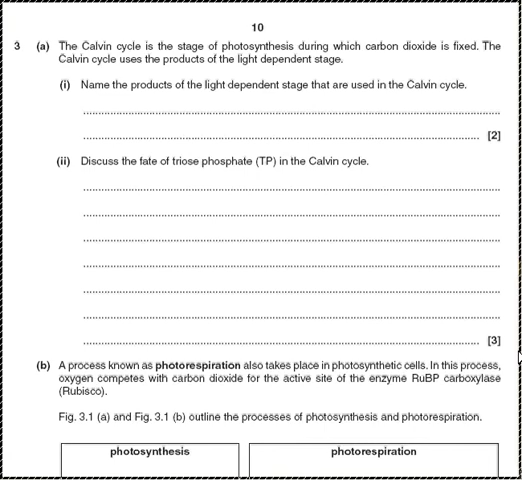 10
3 (a) The Calvin cycle is the stage of photosynthesis during which carbon dioxide is fixed. The
Calvin cycle uses the products of the light dependent stage.
(i) Name the products of the light dependent stage that are used in the Calvin cycle.
[2]
(ii) Discuss the fate of triose phosphate (TP) in the Calvin cycle.
[3]
(b) A process known as photorespiration also takes place in photosynthetic cells. In this process,
oxygen competes with carbon dioxide for the active site of the enzyme RuBP carboxylase
(Rubisco).
Fig. 3.1 (a) and Fig. 3.1 (b) outline the processes of photosynthesis and photorespiration.
photosynthesis photorespiration